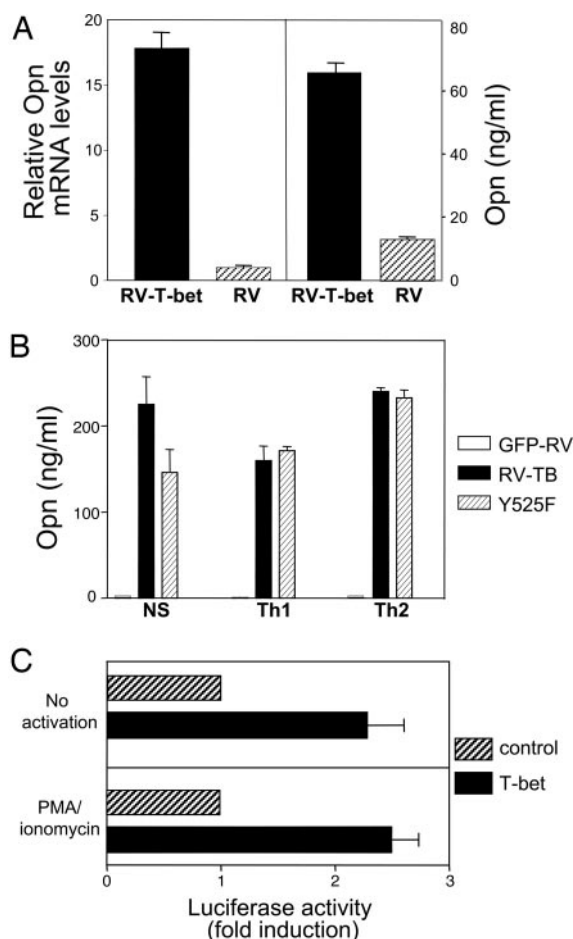 A
Relative Opn
mRNA levels
20
15
10
5
0
80
60
40
20
0
Opn (ng/ml)
RV-T-bet RV RV-T-bet RV
B
Opn (ng/ml)
300
200
100
0
NS Th1 Th2
GFP-RV
RV-TB
Y525F
C
No
activation
PMA/
ionomycin
control
T-bet
0 1 2 3
Luciferase activity
(fold induction)